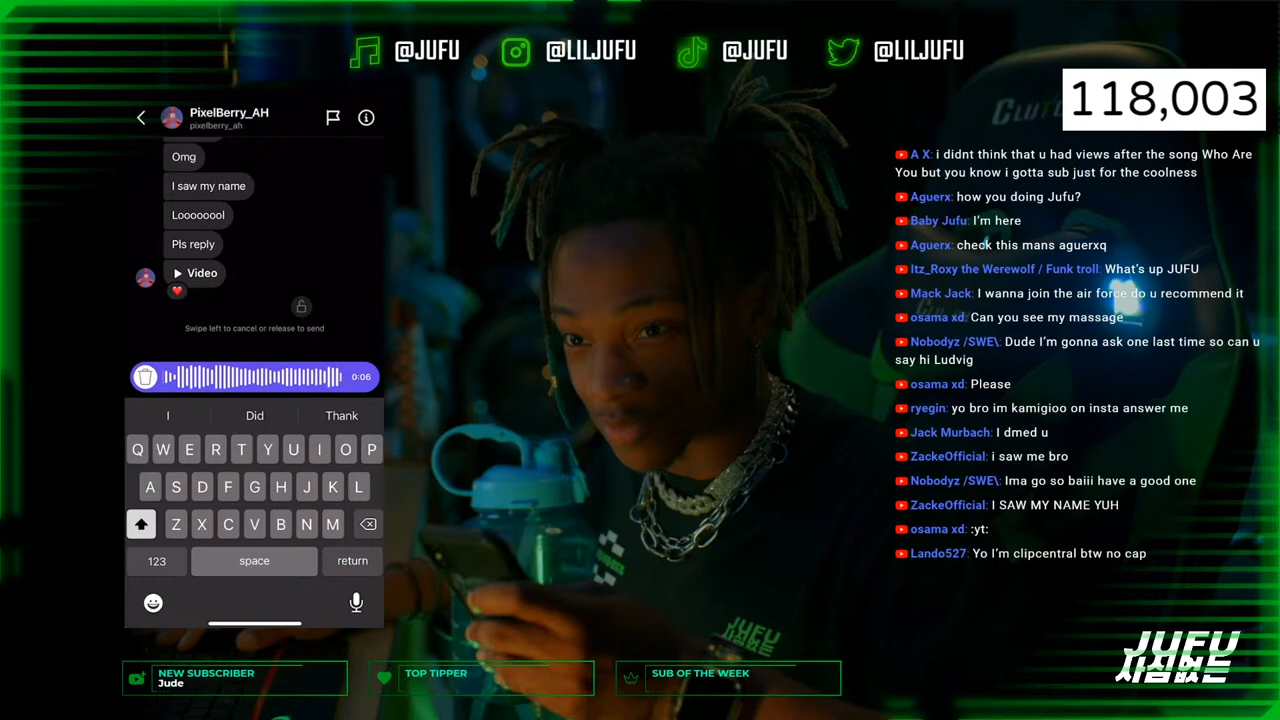 @JUFU
@LILJUFU
@JUFU
@LILJUFU
118,003
PixelBerry_AH
pixelberry_ah
Omg
I saw my name
Loooooool
Pls reply
Video
Swipe left to cancel or release to send
0:06
I Did Thank
Q W E R T Y U I O P
A S D F G H J K L
Z X C V B N M
123 space return
A X: i didnt think that u had views after the song Who Are
You but you know i gotta sub just for the coolness
Aguerx: how you doing Jufu?
Baby Jufu: I'm here
Aguerx: check this mans aguerxq
Itz_Roxy the Werewolf / Funk troll: What's up JUFU
Mack Jack: I wanna join the air force do u recommend it
osama xd: Can you see my massage
Nobodyz /SWE\: Dude I'm gonna ask one last time so can u
say hi Ludvig
osama xd: Please
ryegin: yo bro im kamigioo on insta answer me
Jack Murbach: I dmed u
ZackeOfficial: i saw me bro
Nobodyz /SWE\: Ima go so baiii have a good one
ZackeOfficial: I SAW MY NAME YUH
osama xd: :yt:
Lando527: Yo I'm clipcentral btw no cap
NEW SUBSCRIBER
Jude
TOP TIPPER
SUB OF THE WEEK
JUFU
사침없는
JUFU